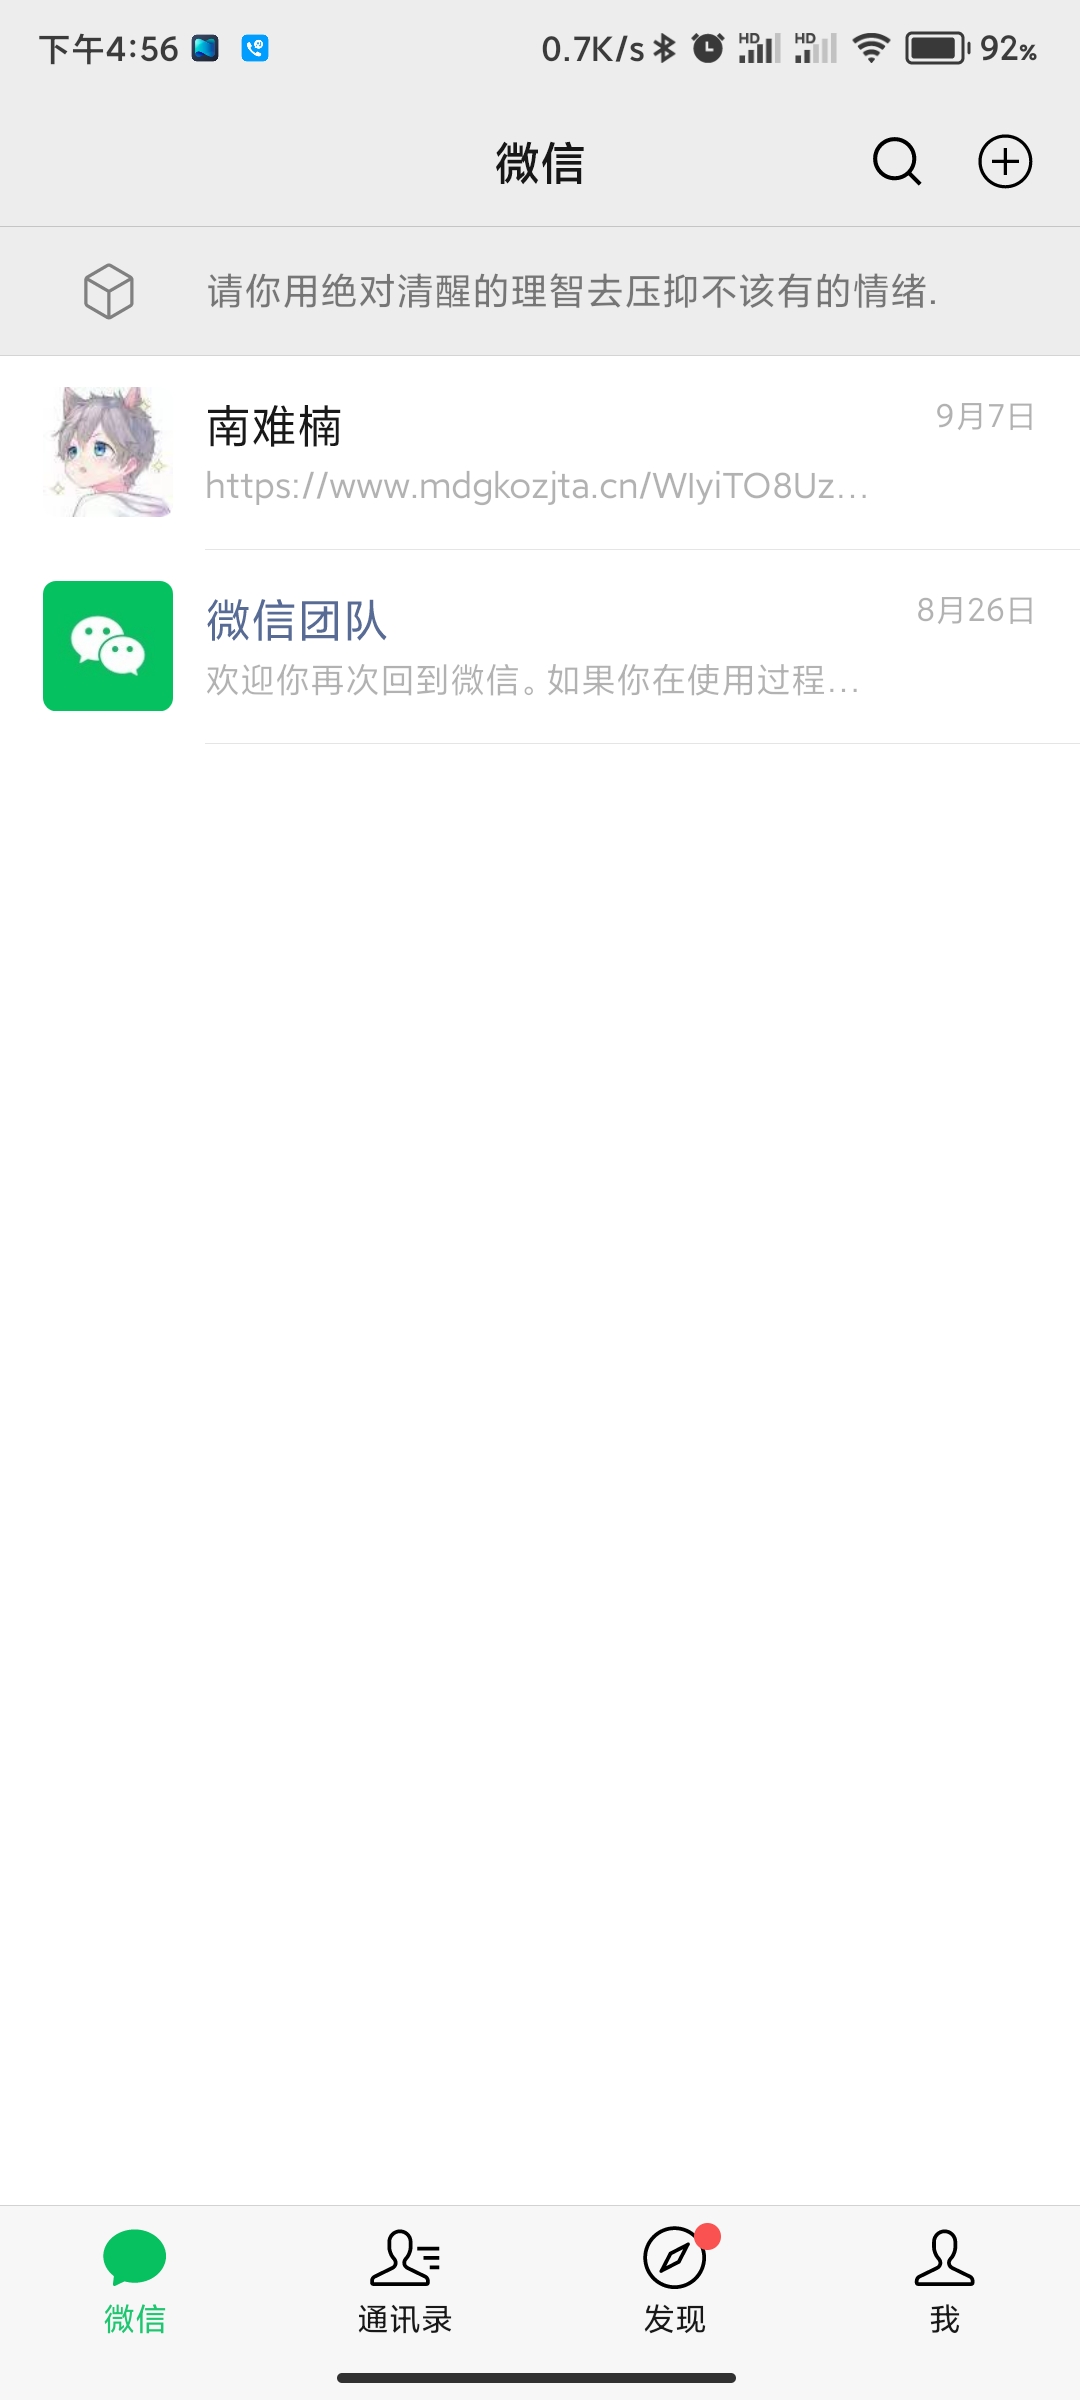 下午4:56
0.7K/s HD HD 92%
微信
请你用绝对清醒的理智去压抑不该有的情绪.
南难楠
9月7日
https://www.mdgkozjta.cn/WIyiTO8Uz...
微信团队
8月26日
欢迎你再次回到微信。如果你在使用过程...
微信
通讯录
发现
我